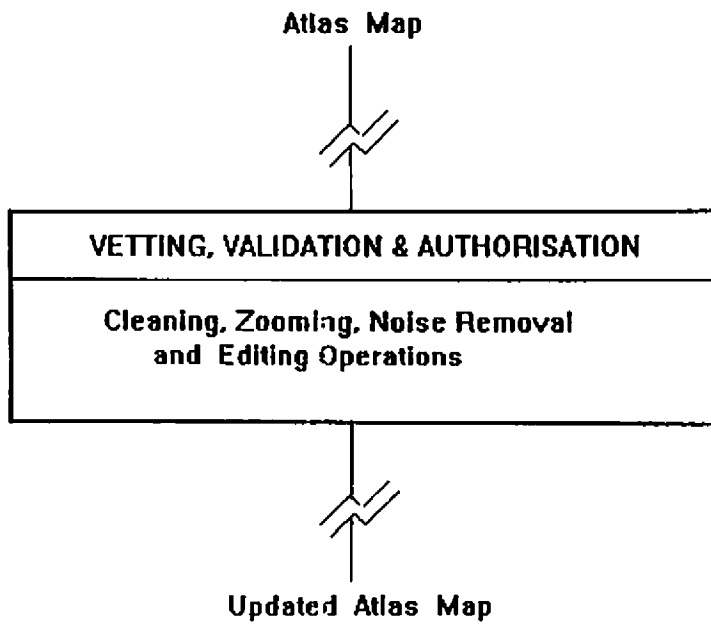 Atlas Map
VETTING, VALIDATION & AUTHORISATION
Cleaning, Zooming, Noise Removal
and Editing Operations
Updated Atlas Map